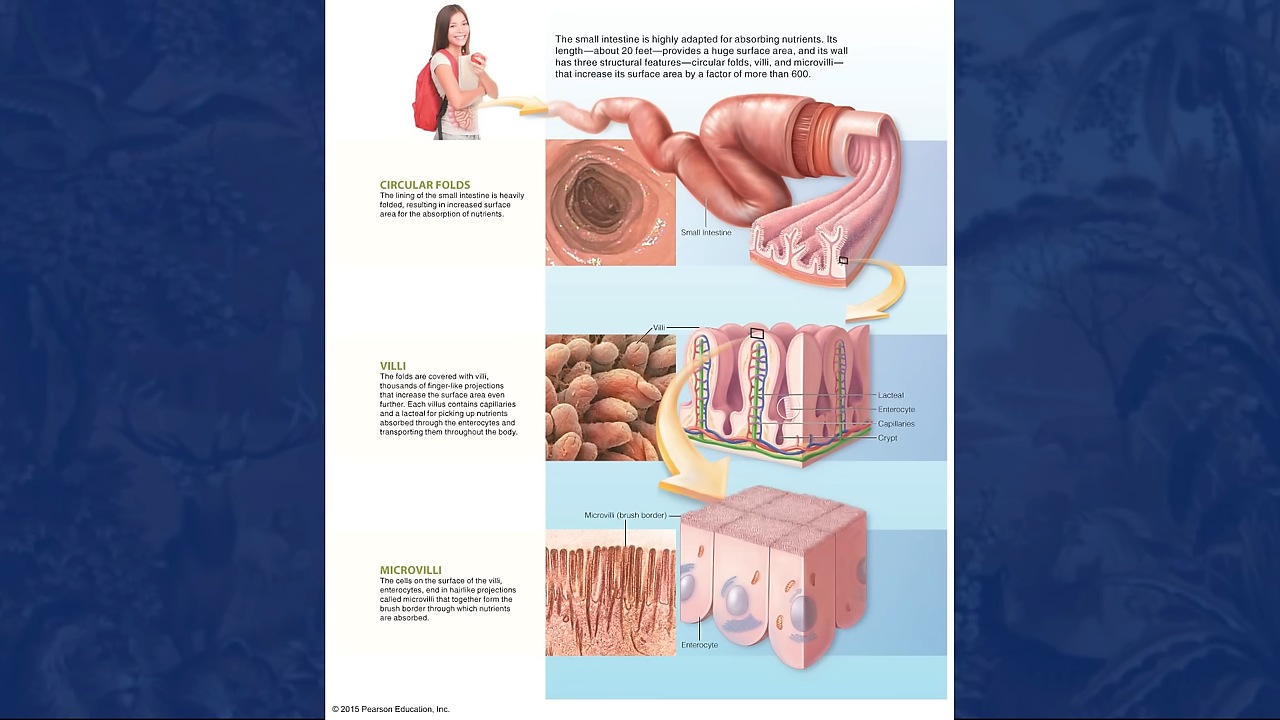 The small intestine is highly adapted for absorbing nutrients. Its
length—about 20 feet—provides a huge surface area, and its wall
has three structural features—circular folds, villi, and microvilli—
that increase its surface area by a factor of more than 600.
CIRCULAR FOLDS
The lining of the small intestine is heavily
folded, resulting in increased surface
area for the absorption of nutrients.
Small Intestine
Villi
VILLI
The folds are covered with villi,
thousands of finger-like projections
that increase the surface area even
further. Each villus contains capillaries
and a lacteal for picking up nutrients
absorbed through the enterocytes and
transporting them throughout the body.
Lacteal
Enterocyte
Capillaries
Crypt
Microvilli (brush border)
MICROVILLI
The cells on the surface of the villi,
enterocytes, end in hairlike projections
called microvilli that together form the
brush border through which nutrients
are absorbed.
Enterocyte
© 2015 Pearson Education, Inc.